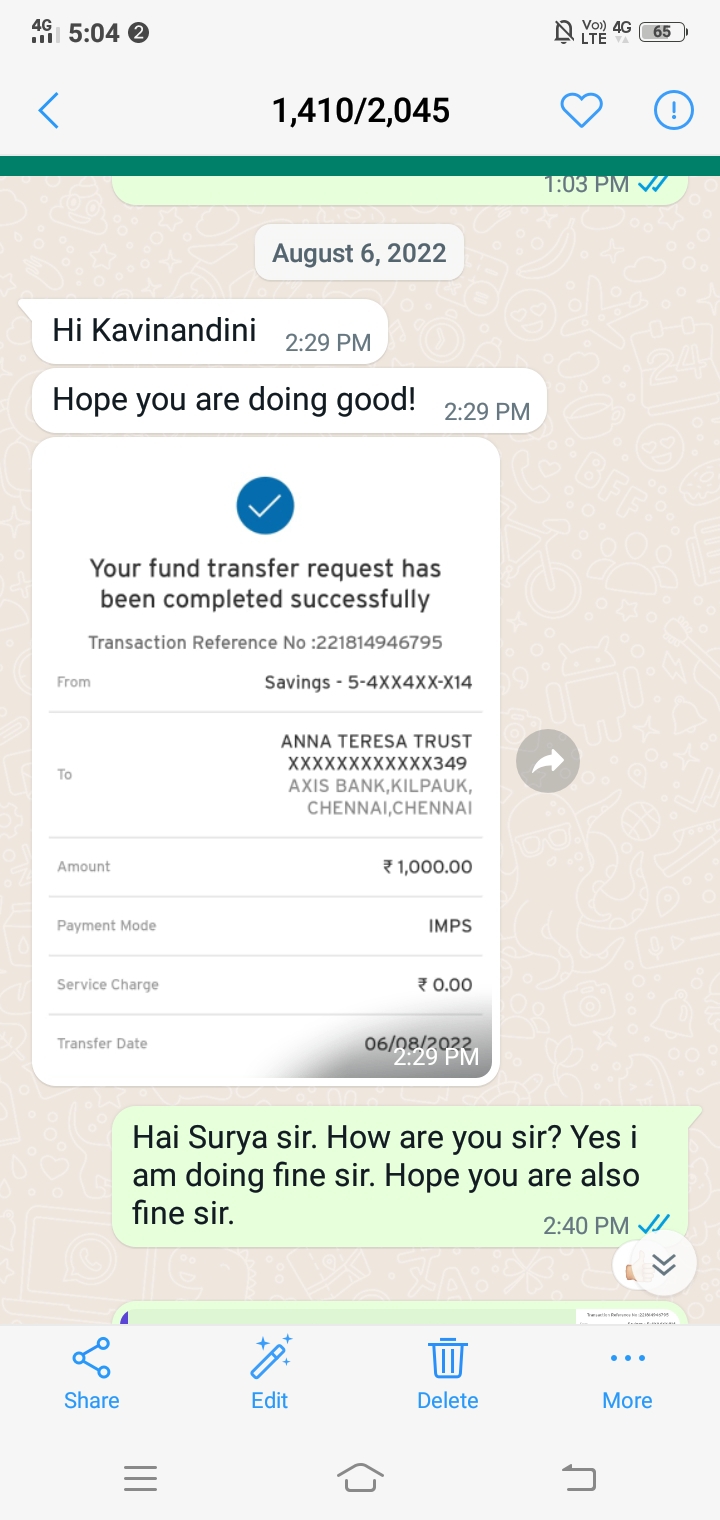 4G 5:04 2 Vo)) LTE 4G 65
1,410/2,045
1:03 PM
August 6, 2022
Hi Kavinandini 2:29 PM
Hope you are doing good! 2:29 PM
Your fund transfer request has
been completed successfully
Transaction Reference No :221814946795
From Savings - 5-4XX4XX-X14
To ANNA TERESA TRUST
XXXXXXXXXXXX349
AXIS BANK,KILPAUK,
CHENNAI,CHENNAI
Amount ₹ 1,000.00
Payment Mode IMPS
Service Charge ₹ 0.00
Transfer Date 06/08/2022
2:29 PM
Hai Surya sir. How are you sir? Yes i
am doing fine sir. Hope you are also
fine sir.
2:40 PM
Transaction Reference No :221814946795
Share Edit Delete More